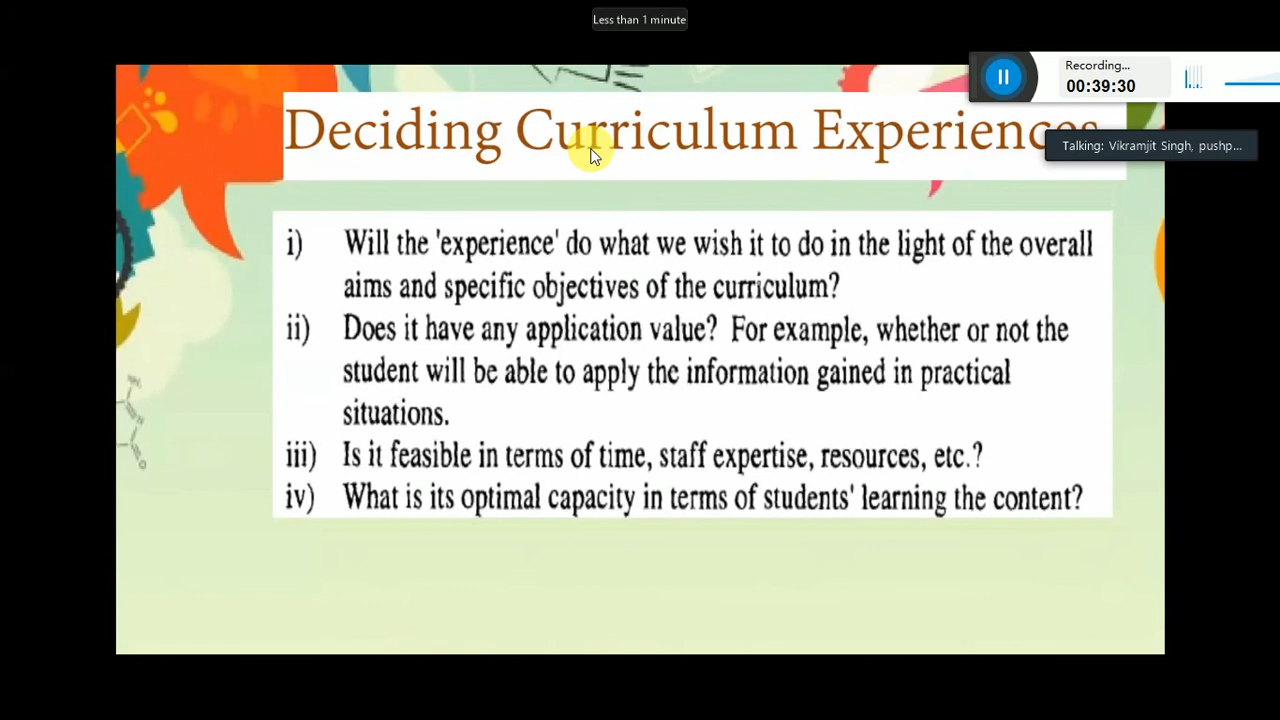 Less than 1 minute
Recording...
00:39:30
Deciding Curriculum Experiences
Talking: Vikramjit Singh, pushp...
i) Will the 'experience' do what we wish it to do in the light of the overall
aims and specific objectives of the curriculum?
ii) Does it have any application value? For example, whether or not the
student will be able to apply the information gained in practical
situations.
iii) Is it feasible in terms of time, staff expertise, resources, etc.?
iv) What is its optimal capacity in terms of students' learning the content?